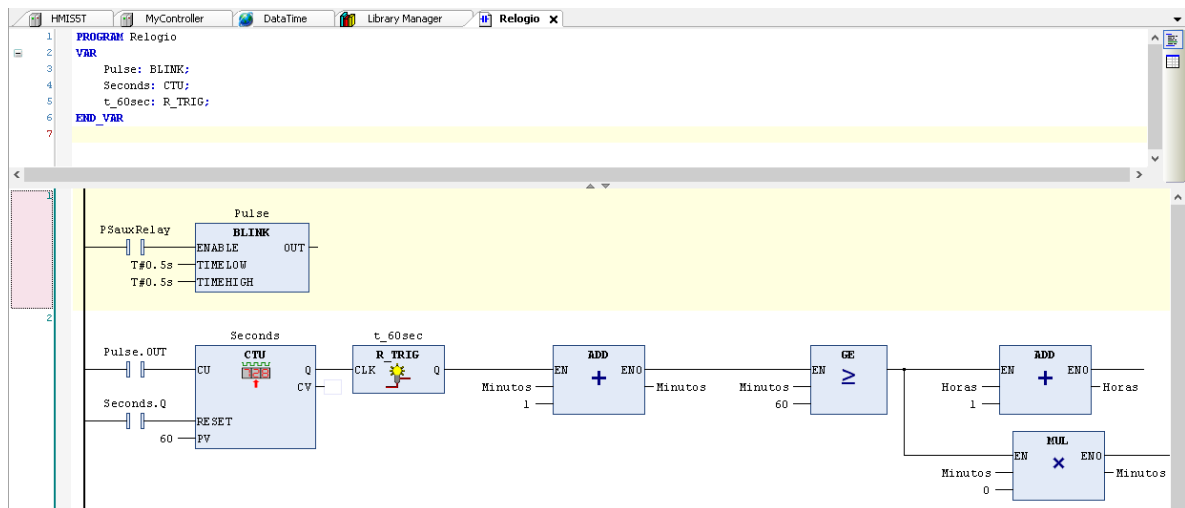 HMIS5T
MyController
DataTime
Library Manager
Relogio
1 PROGRAM Relogio
2 VAR
3 Pulse: BLINK;
4 Seconds: CTU;
5 t_60sec: R_TRIG;
6 END_VAR
7
1
Pulse
PSauxRelay
BLINK
ENABLE OUT
T#0.5s TIMELOW
T#0.5s TIMEHIGH
2
Seconds t_60sec
Pulse.OUT
CTU R_TRIG ADD GE ADD
CU Q CLK Q EN ENO EN EN ENO
CV Minutos + Minutos Minutos ≥ Horas + Horas
Seconds.Q 1 60 1
RESET
60 PV
MUL
EN ENO
Minutos × Minutos
0